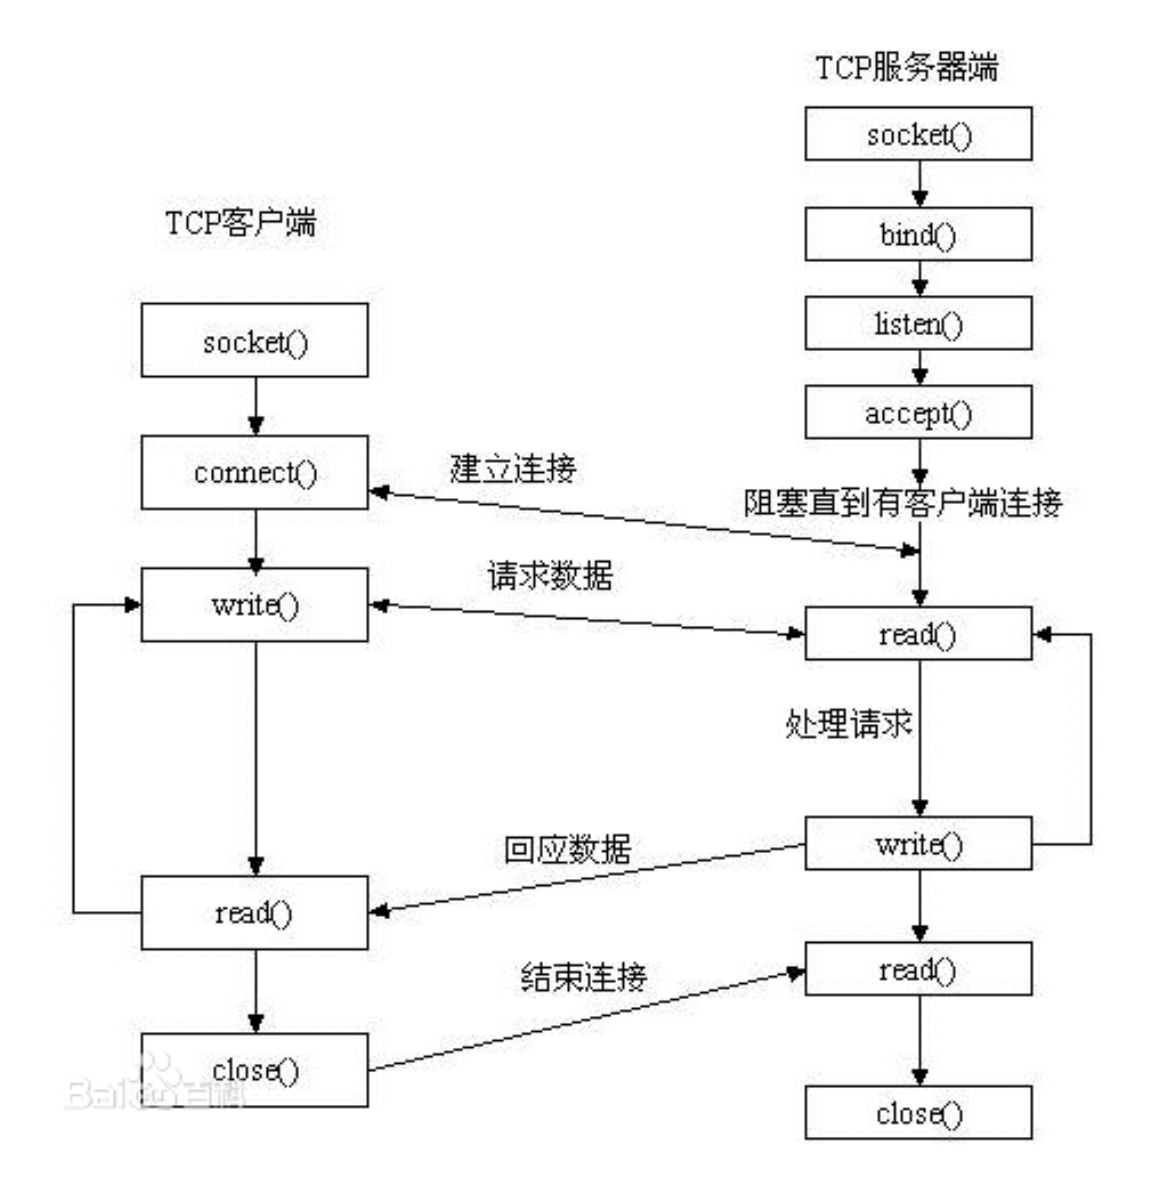 TCP服务器端
socket()
bind()
listen()
accept()
阻塞直到有客户端连接
read()
处理请求
write()
read()
close()
TCP客户端
socket()
connect()
write()
read()
close()
建立连接
请求数据
回应数据
结束连接
Bai百科